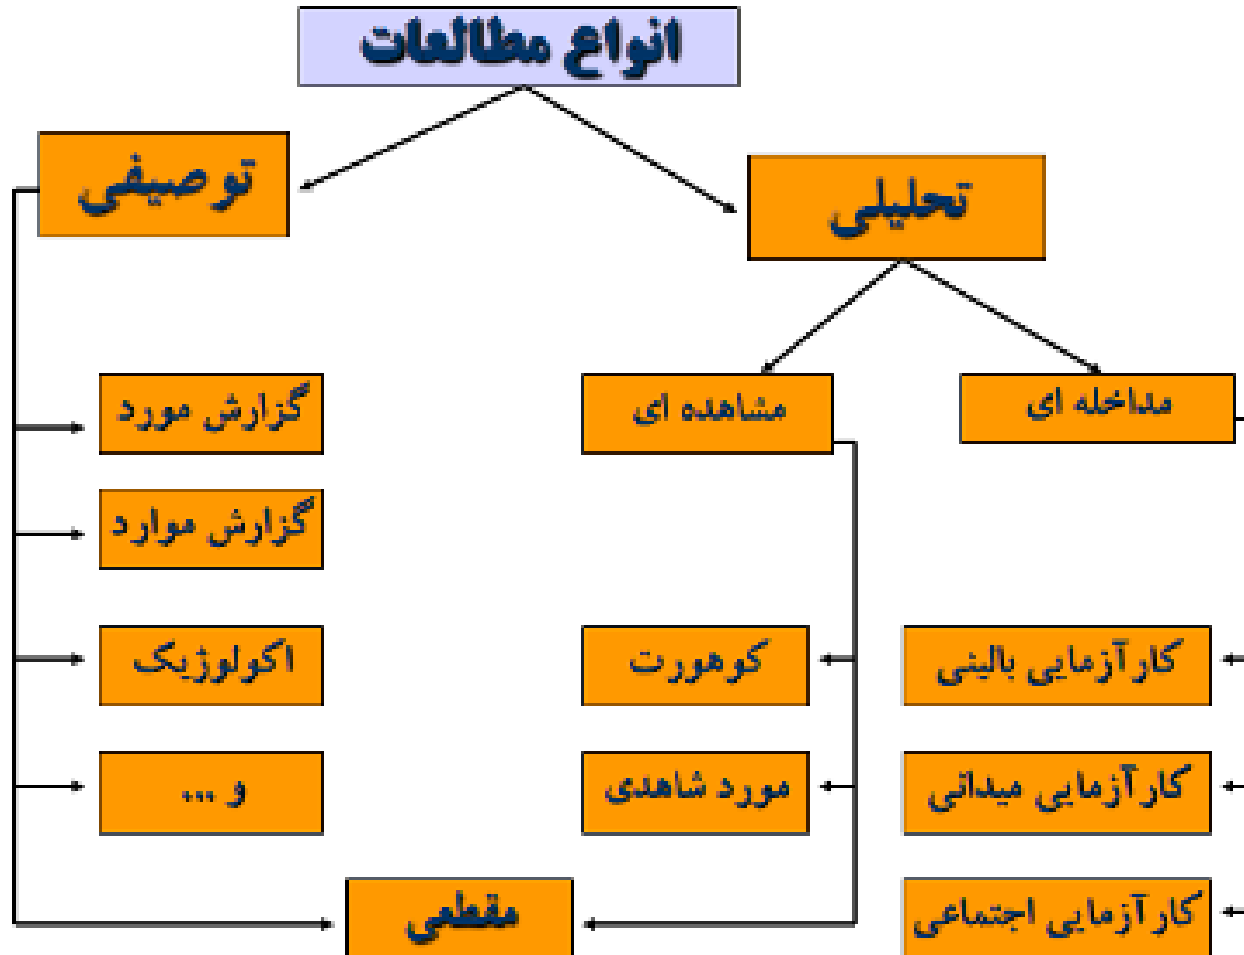 انواع مطالعات
توصیفی
تحلیلی
گزارش مورد
مشاهده ای
مداخله ای
گزارش موارد
اکولوژیک
کوهورت
کارآزمایی بالینی
و ...
مورد شاهدی
کارآزمایی میدانی
مقطعی
کارآزمایی اجتماعی